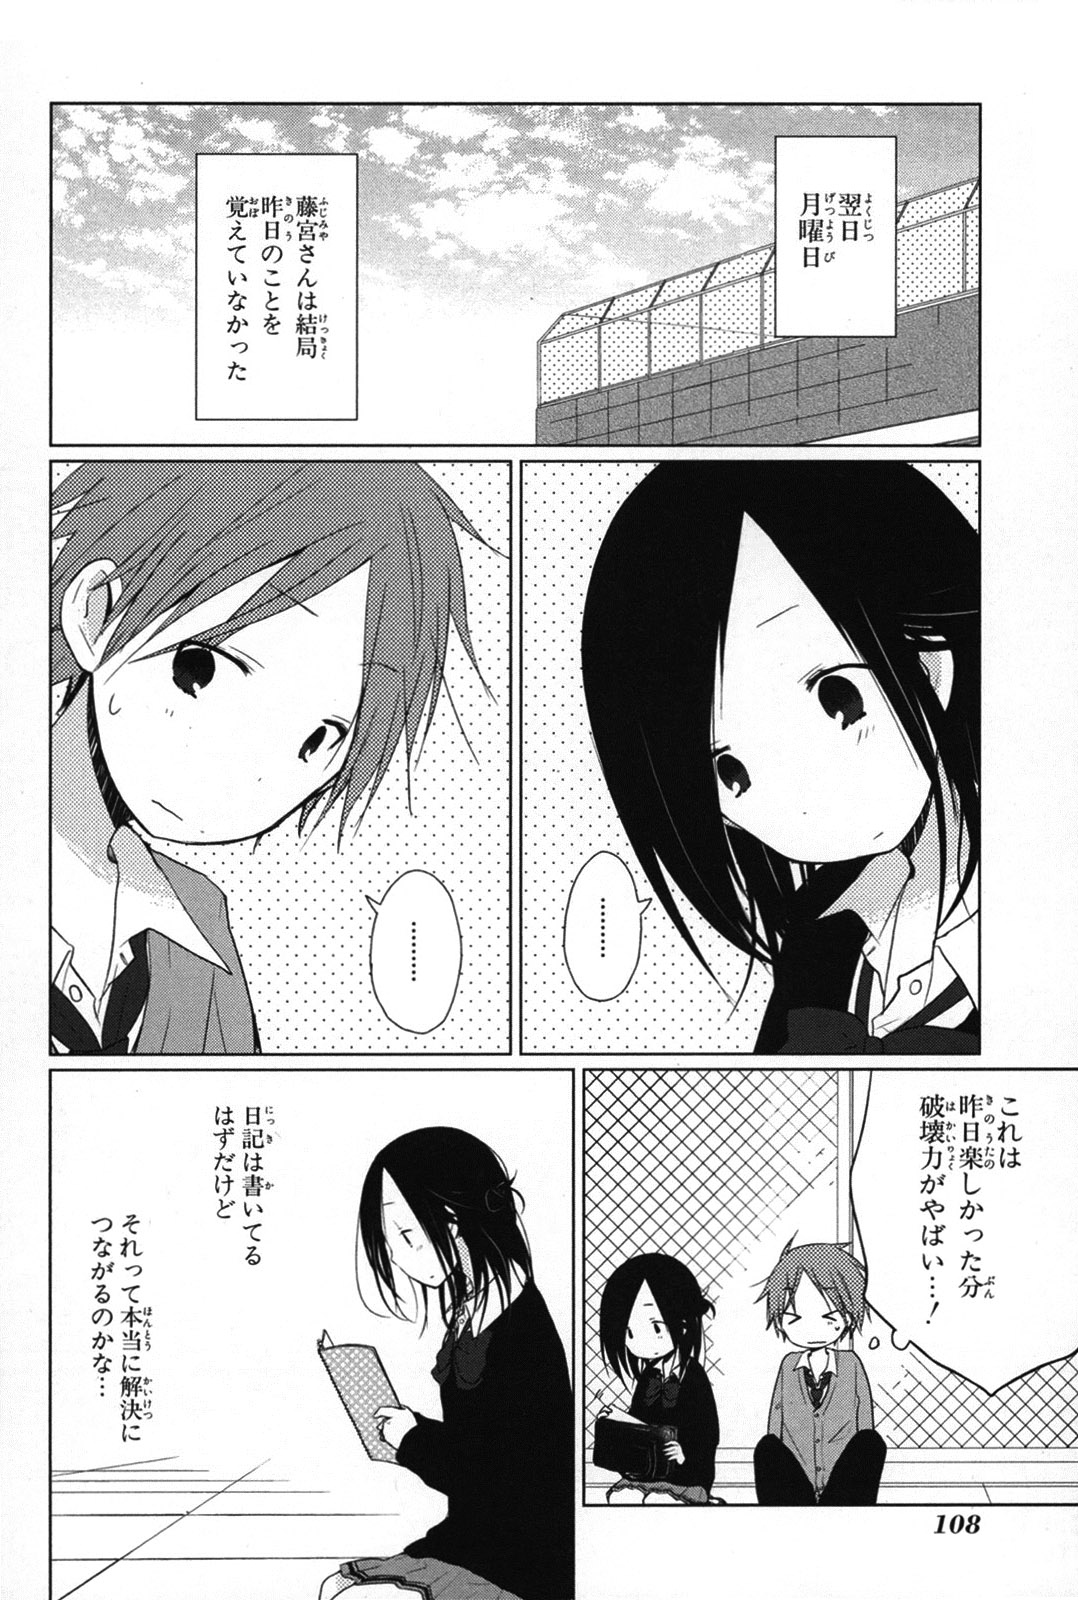 翌日
月曜日
藤宮さんは結局
昨日のことを
覚えていなかった
………
………
これは
昨日楽しかった分
破壊力がやばい…！
日記は書いてる
はずだけど
それって本当に解決に
つながるのかな…
108